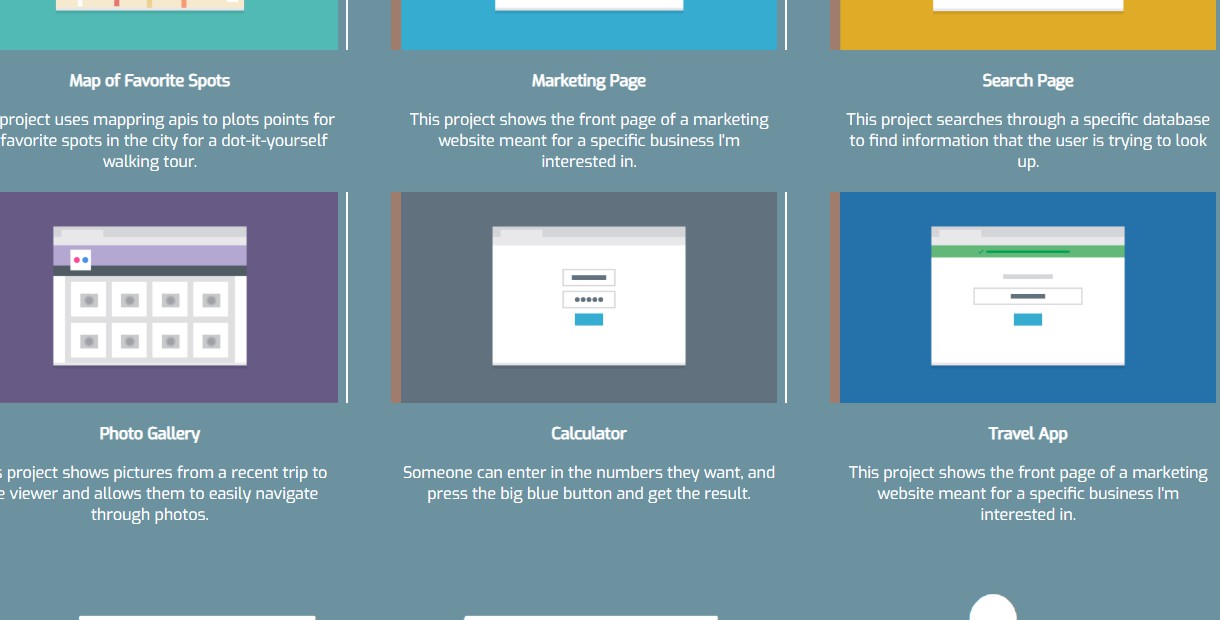 Map of Favorite Spots
Marketing Page
Search Page
project uses mappring apis to plots points for
favorite spots in the city for a dot-it-yourself
walking tour.
This project shows the front page of a marketing
website meant for a specific business I'm
interested in.
This project searches through a specific database
to find information that the user is trying to look
up.
Photo Gallery
Calculator
Travel App
project shows pictures from a recent trip to
viewer and allows them to easily navigate
through photos.
Someone can enter in the numbers they want, and
press the big blue button and get the result.
This project shows the front page of a marketing
website meant for a specific business I'm
interested in.